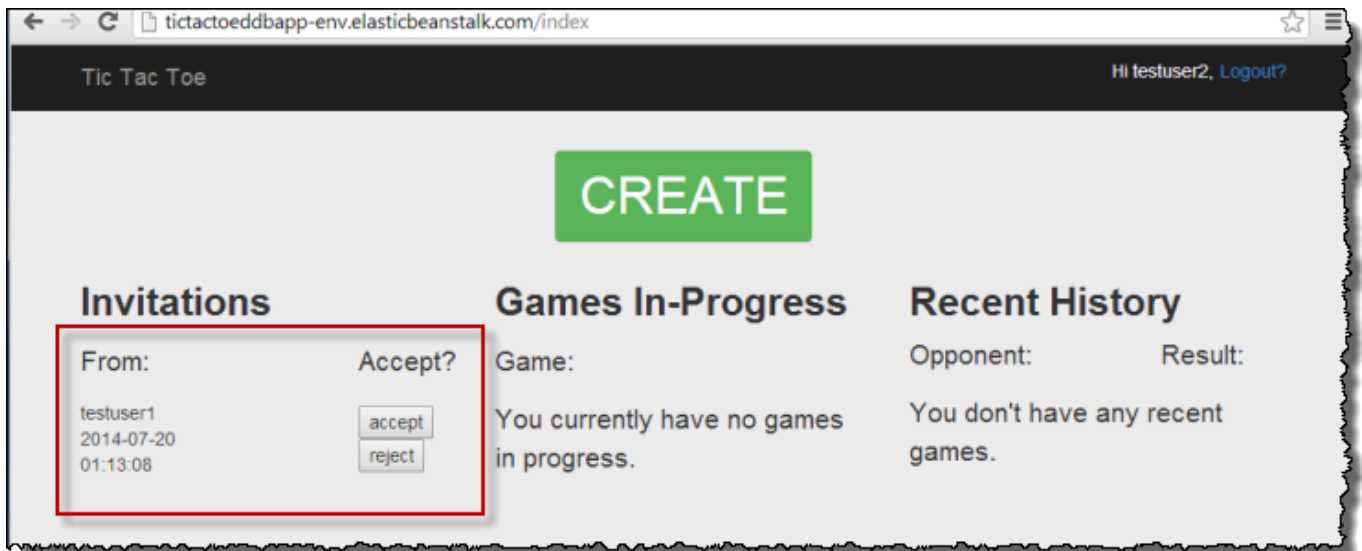 tictactoeddbapp-env.elasticbeanstalk.com/index
Tic Tac Toe
Hi testuser2, Logout?
CREATE
Invitations
From:
Accept?
testuser1
2014-07-20
01:13:08
accept
reject
Games In-Progress
Game:
You currently have no games
in progress.
Recent History
Opponent:
Result:
You don't have any recent
games.